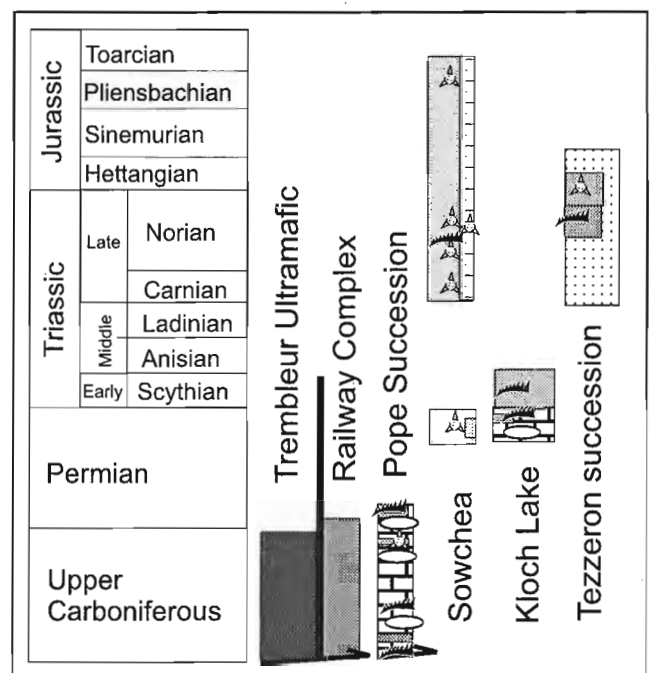 Jurassic
Toarcian
Pliensbachian
Sinemurian
Hettangian
Triassic
Late
Norian
Carnian
Middle
Ladinian
Anisian
Early
Scythian
Permian
Upper
Carboniferous
Trembleur Ultramafic
Railway Complex
Pope Succession
Sowchea
Kloch Lake
Tezzeron succession